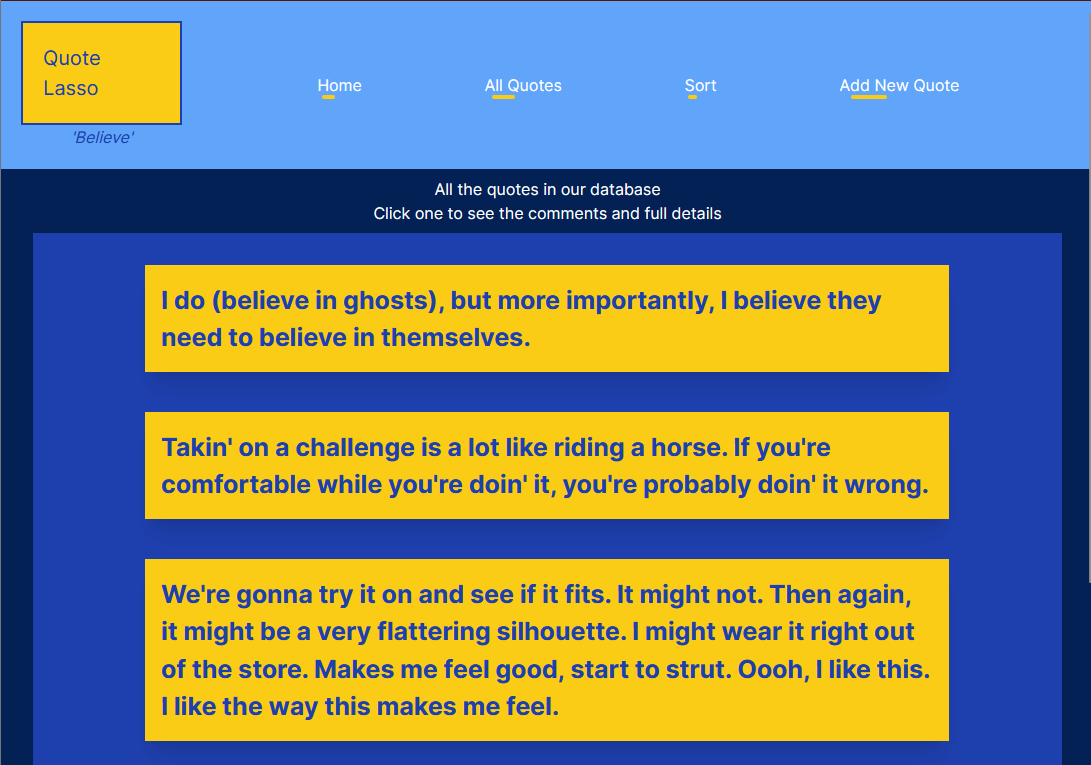 Quote
Lasso
'Believe'
Home
All Quotes
Sort
Add New Quote
All the quotes in our database
Click one to see the comments and full details
I do (believe in ghosts), but more importantly, I believe they
need to believe in themselves.
Takin' on a challenge is a lot like riding a horse. If you're
comfortable while you're doin' it, you're probably doin' it wrong.
We're gonna try it on and see if it fits. It might not. Then again,
it might be a very flattering silhouette. I might wear it right out
of the store. Makes me feel good, start to strut. Oooh, I like this.
I like the way this makes me feel.